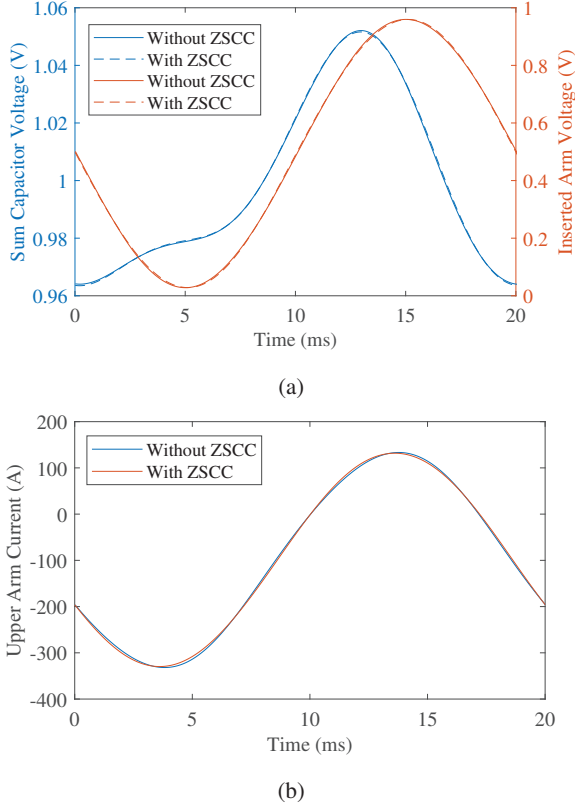 1.06
1.04
1.02
1
0.98
0.96
Sum Capacitor Voltage (V)
Without ZSCC
With ZSCC
Without ZSCC
With ZSCC
1
0.8
0.6
0.4
0.2
0
Inserted Arm Voltage (V)
0 5 10 15 20
Time (ms)
(a)
200
100
0
-100
-200
-300
-400
Upper Arm Current (A)
Without ZSCC
With ZSCC
0 5 10 15 20
Time (ms)
(b)